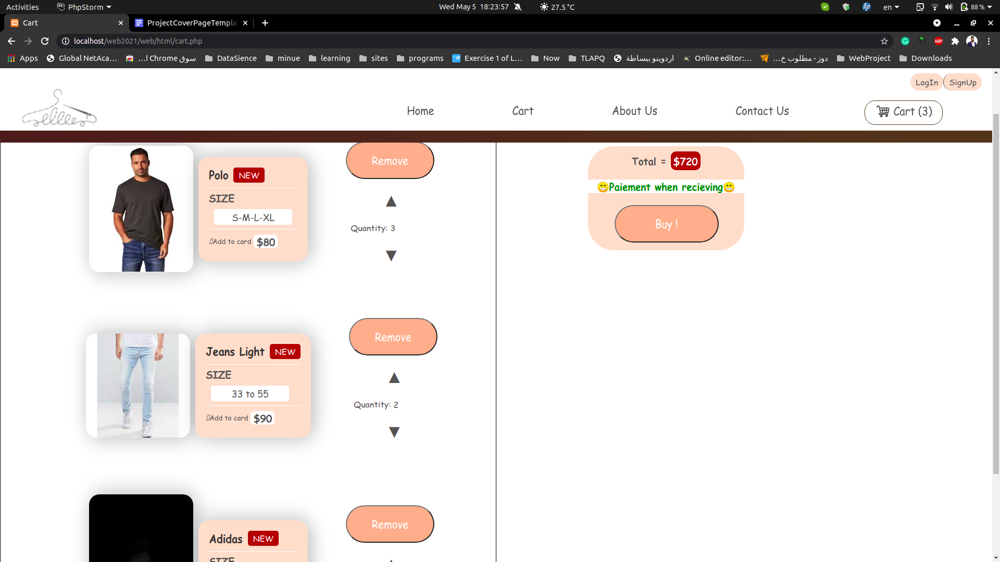 Activities PhpStorm Wed May 5 18:23:57 27.5 °C en 88 %
Cart ProjectCoverPageTempla
localhost/web2021/web/html/cart.php ABP
Apps Global NetAca... سوق Chrome ا... DataSience minue learning sites programs Exercise 1 of L... Now TLAPQ اردوينو ببساطة Online editor:... دوز - مطلوب خ... WebProject Downloads
LogIn SignUp
Home Cart About Us Contact Us Cart (3)
Polo NEW
SIZE
S-M-L-XL
Add to card $80
Remove
▲
Quantity: 3
▼
Total = $720
😁Paiement when recieving😁
Buy !
Jeans Light NEW
SIZE
33 to 55
Add to card $90
Remove
▲
Quantity: 2
▼
Adidas NEW
SIZE
Remove